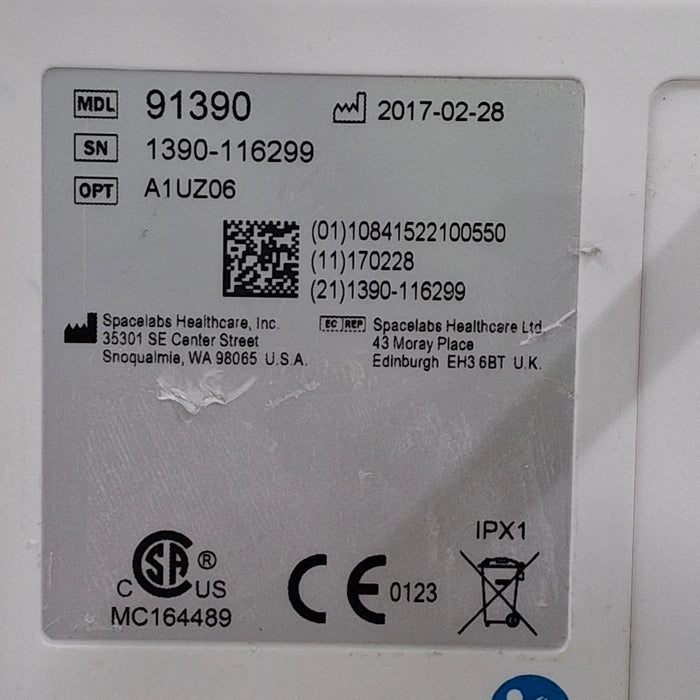 MDL 91390 2017-02-28
SN 1390-116299
OPT A1UZ06
(01)10841522100550
(11)170228
(21)1390-116299
Spacelabs Healthcare, Inc.
35301 SE Center Street
Snoqualmie, WA 98065 U.S.A.
EC REP Spacelabs Healthcare Ltd
43 Moray Place
Edinburgh EH3 6BT U.K.
IPX1
C SA ® US
MC164489
CE 0123